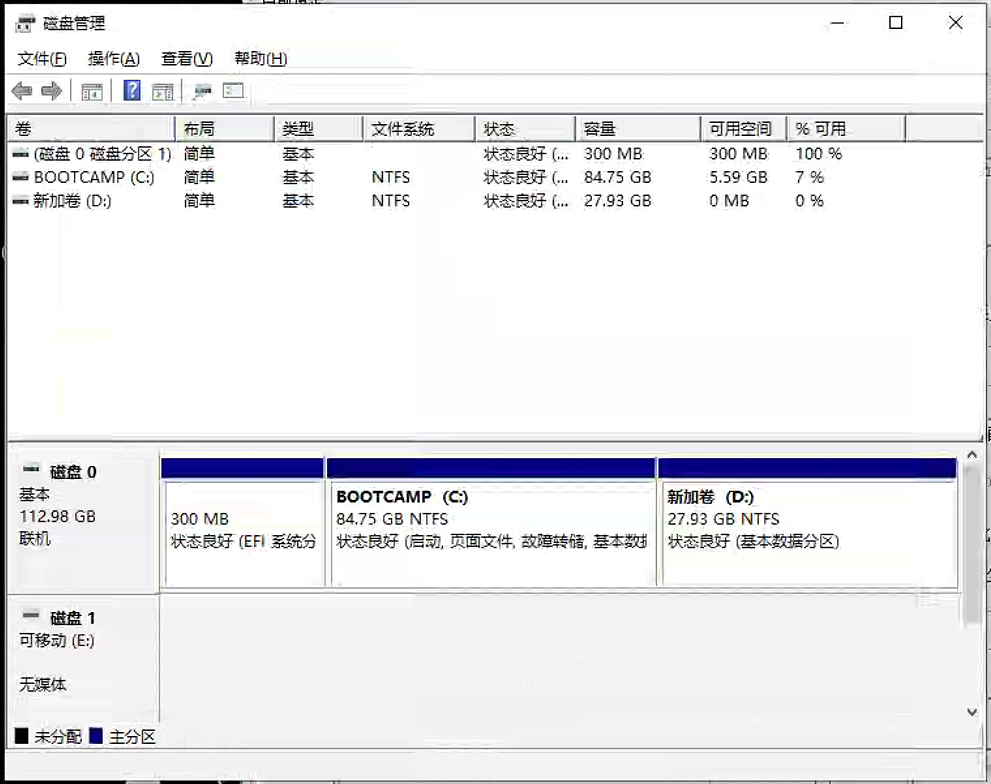 磁盘管理
文件(F) 操作(A) 查看(V) 帮助(H)
卷 布局 类型 文件系统 状态 容量 可用空间 % 可用
(磁盘 0 磁盘分区 1) 简单 基本 状态良好 (... 300 MB 300 MB 100 %
BOOTCAMP (C:) 简单 基本 NTFS 状态良好 (... 84.75 GB 5.59 GB 7 %
新加卷 (D:) 简单 基本 NTFS 状态良好 (... 27.93 GB 0 MB 0 %
磁盘 0
基本
112.98 GB
联机
300 MB
状态良好 (EFI 系统分
BOOTCAMP (C:)
84.75 GB NTFS
状态良好 (启动, 页面文件, 故障转储, 基本数据
新加卷 (D:)
27.93 GB NTFS
状态良好 (基本数据分区)
磁盘 1
可移动 (E:)
无媒体
未分配 主分区